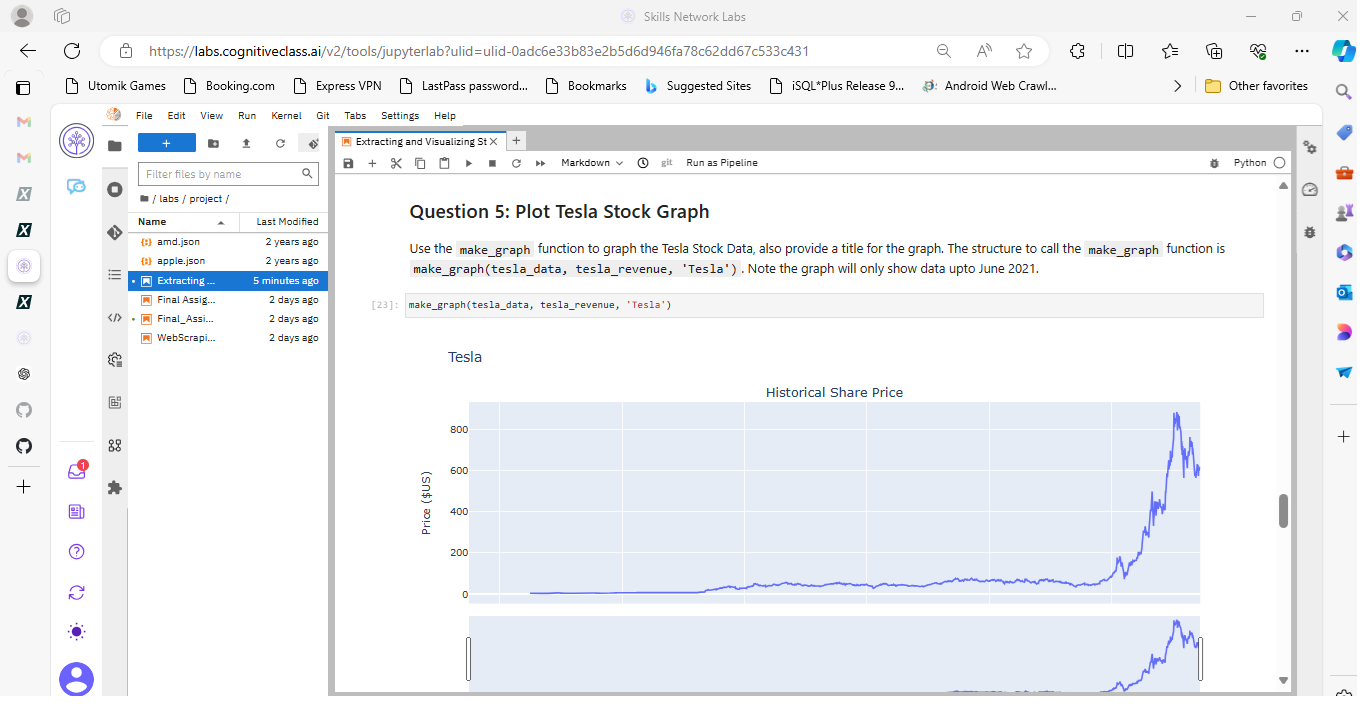 Skills Network Labs
https://labs.cognitiveclass.ai/v2/tools/jupyterlab?ulid=ulid-0adc6e33b83e2b5d6d946fa78c62dd67c533c431
Utomik Games Booking.com Express VPN LastPass password... Bookmarks Suggested Sites iSQL*Plus Release 9... Android Web Crawl... Other favorites
File Edit View Run Kernel Git Tabs Settings Help
Extracting and Visualizing St
Markdown git Run as Pipeline Python
Filter files by name
/ labs / project /
Name Last Modified
amd.json 2 years ago
apple.json 2 years ago
Extracting ... 5 minutes ago
Final Assig... 2 days ago
Final_Assi... 2 days ago
WebScrapi... 2 days ago
1
Question 5: Plot Tesla Stock Graph
Use the make_graph function to graph the Tesla Stock Data, also provide a title for the graph. The structure to call the make_graph function is
make_graph(tesla_data, tesla_revenue, 'Tesla') . Note the graph will only show data upto June 2021.
[23]: make_graph(tesla_data, tesla_revenue, 'Tesla')
Tesla
Historical Share Price
Price ($US)
800
600
400
200
0